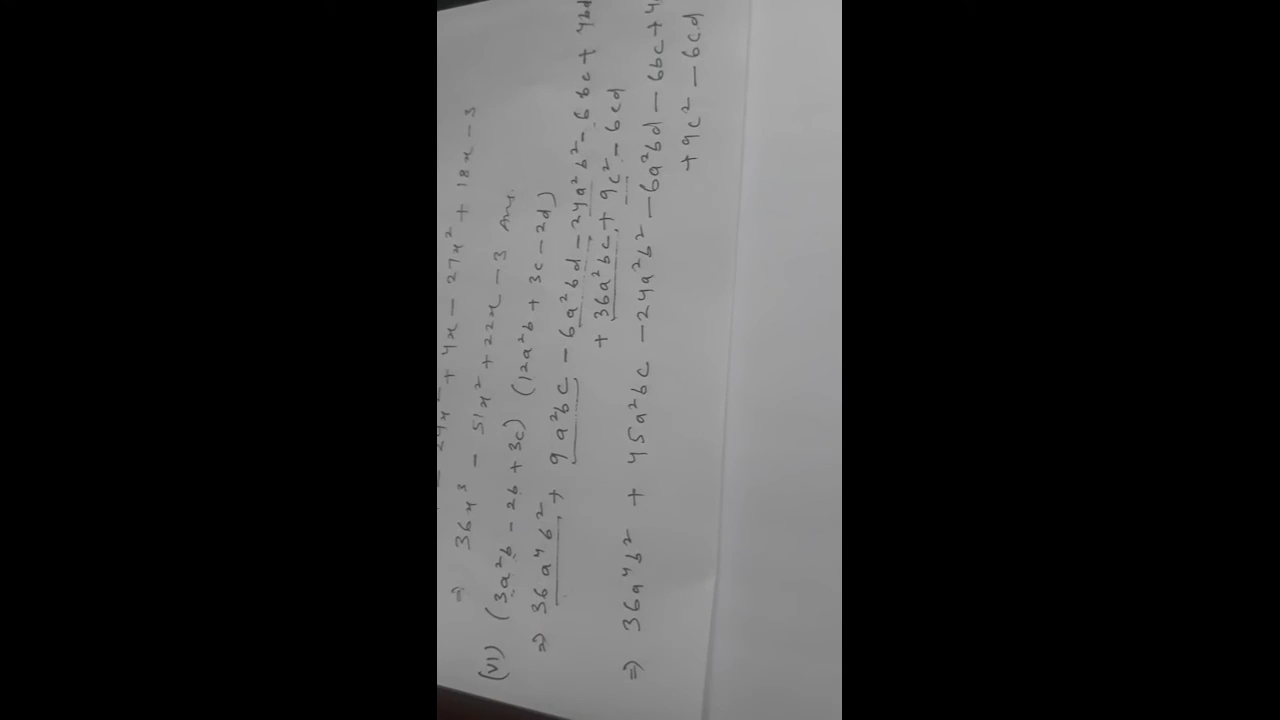 - 24x² + 4x - 27x² + 18x - 3
⇒ 36x³ - 51x² + 22x - 3 Ans.
(VI) (3a²b - 2b + 3c) (12a²b + 3c - 2d)
⇒ 36a⁴b² + 9a²bc - 6a²bd - 24a²b² - 6bc + 4bd
+ 36a²bc + 9c² - 6cd
⇒ 36a⁴b² + 45a²bc - 24a²b² - 6a²bd - 6bc + 4
+ 9c² - 6cd